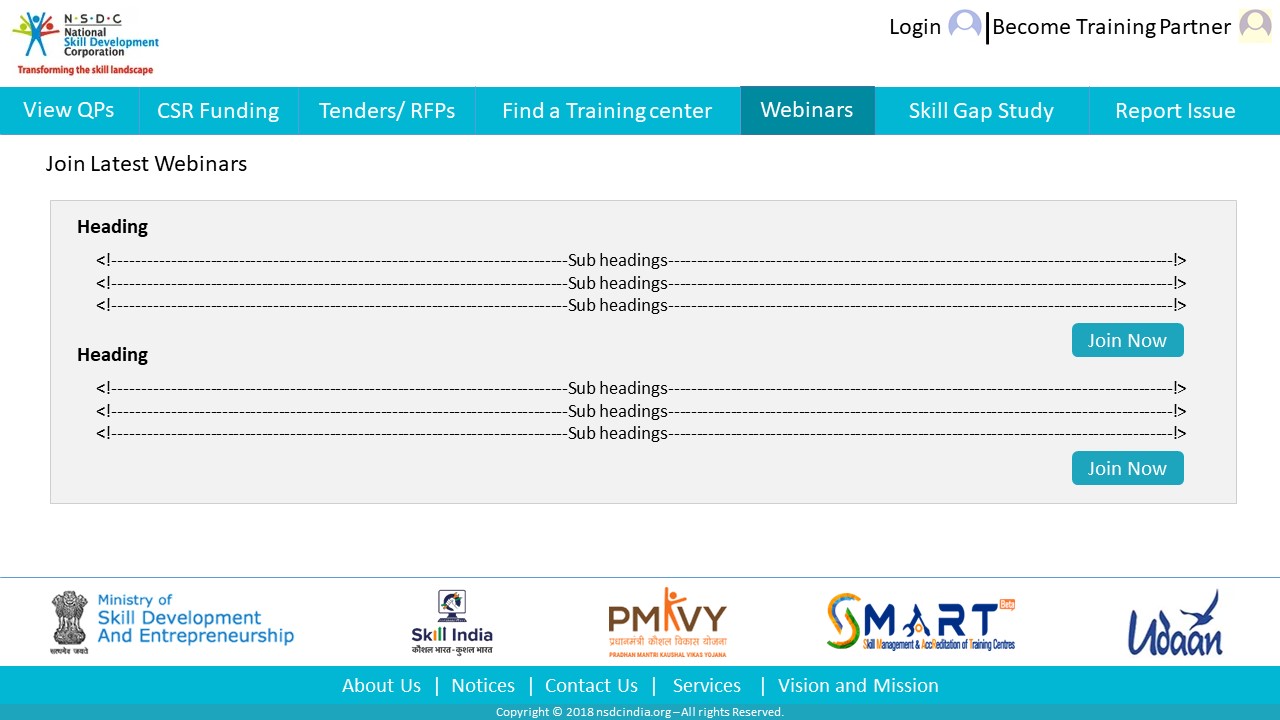 N·S·D·C
National
Skill Development
Corporation
Transforming the skill landscape
Login
Become Training Partner
View QPs
CSR Funding
Tenders/ RFPs
Find a Training center
Webinars
Skill Gap Study
Report Issue
Join Latest Webinars
Heading
<!----------------------------------------------------------------------------Sub headings------------------------------------------------------------------------------------!>
<!----------------------------------------------------------------------------Sub headings------------------------------------------------------------------------------------!>
<!----------------------------------------------------------------------------Sub headings------------------------------------------------------------------------------------!>
Join Now
Heading
<!----------------------------------------------------------------------------Sub headings------------------------------------------------------------------------------------!>
<!----------------------------------------------------------------------------Sub headings------------------------------------------------------------------------------------!>
<!----------------------------------------------------------------------------Sub headings------------------------------------------------------------------------------------!>
Join Now
सत्यमेव जयते
Ministry of
Skill Development
And Entrepreneurship
Skill India
कौशल भारत-कुशल भारत
PMKVY
प्रधानमंत्री कौशल विकास योजना
PRADHAN MANTRI KAUSHAL VIKAS YOJANA
SMART Beta
Skill Management & Accreditation of Training Centres
Udaan
About Us | Notices | Contact Us | Services | Vision and Mission
Copyright © 2018 nsdcindia.org – All rights Reserved.